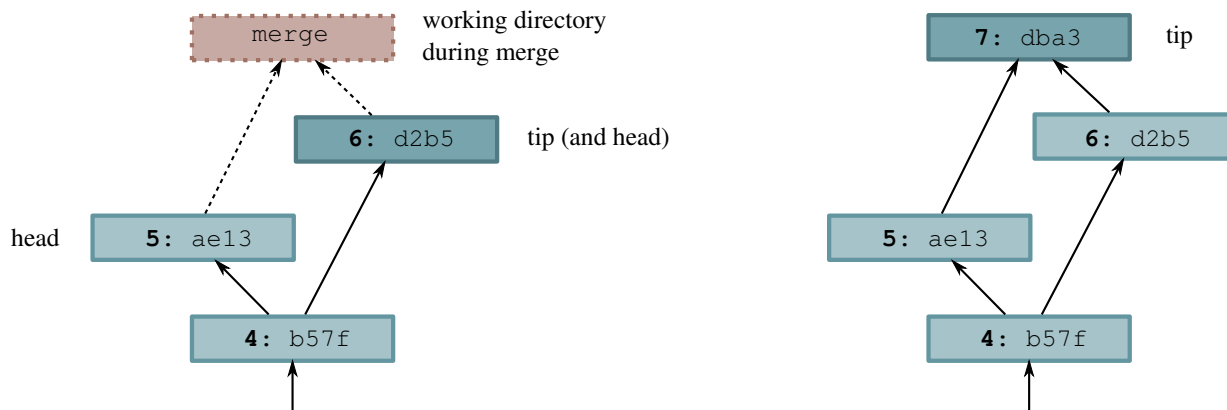 merge
working directory
during merge
6: d2b5
tip (and head)
head
5: ae13
4: b57f
7: dba3
tip
6: d2b5
5: ae13
4: b57f